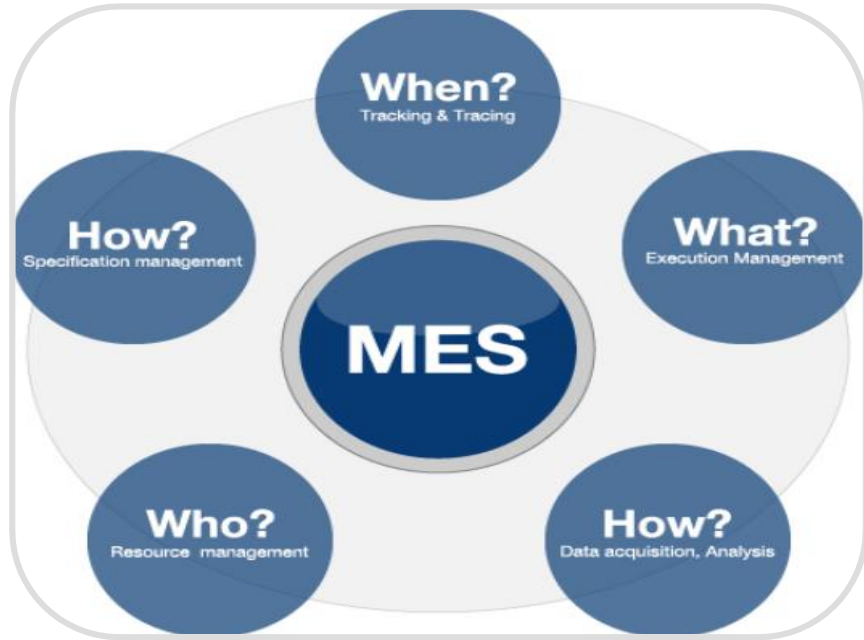 When?
Tracking & Tracing
How?
Specification management
What?
Execution Management
MES
Who?
Resource management
How?
Data acquisition, Analysis